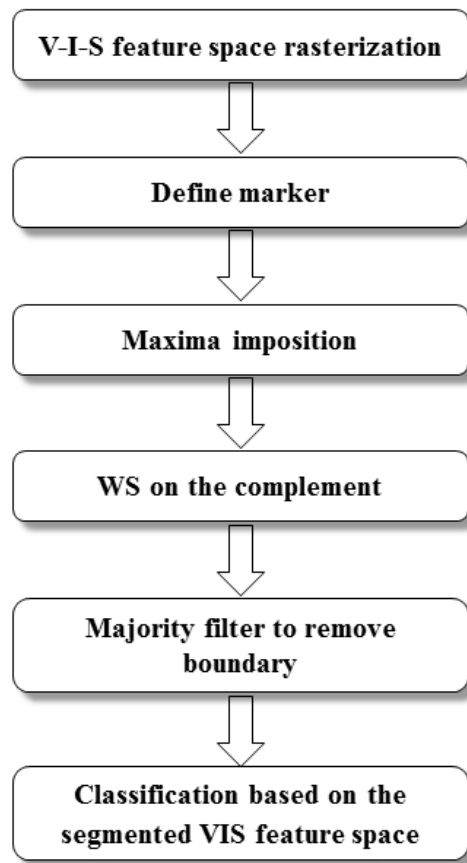 V-I-S feature space rasterization
Define marker
Maxima imposition
WS on the complement
Majority filter to remove
boundary
Classification based on the
segmented VIS feature space